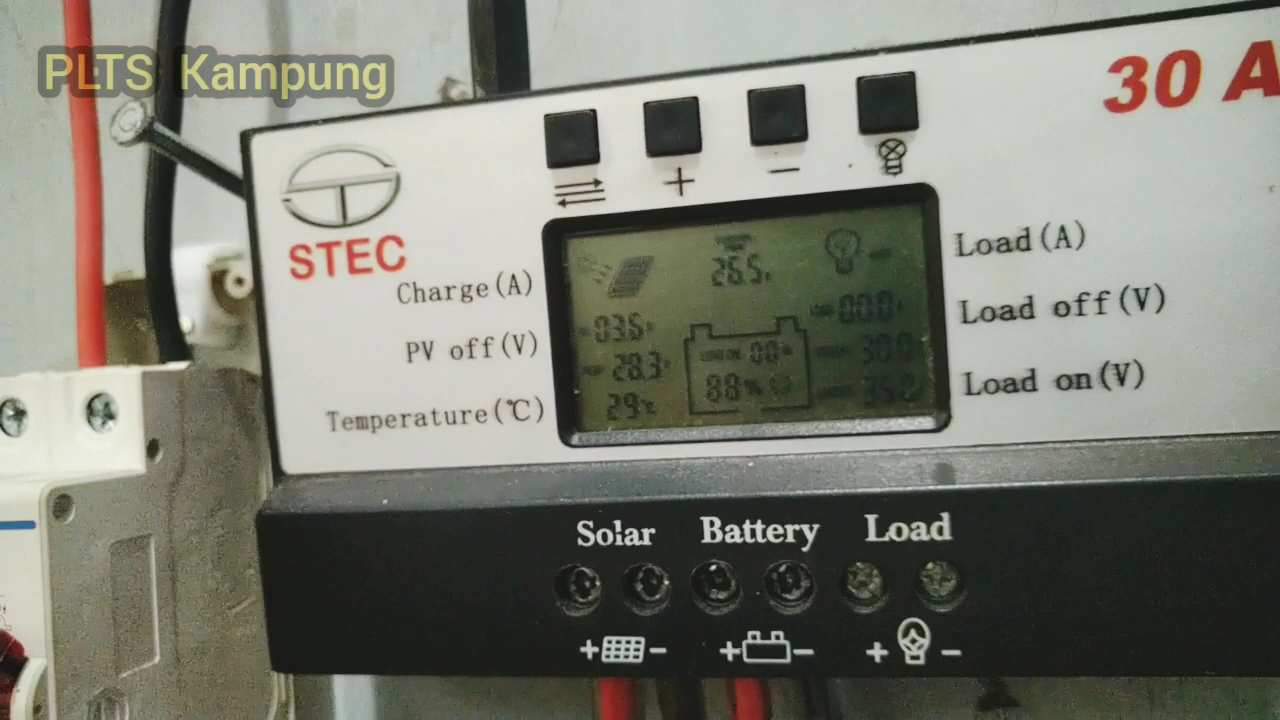 PLTS Kampung
30 A
STEC
Charge(A)
PV off(V)
Temperature(℃)
Load(A)
Load off(V)
Load on(V)
26.5
03.6
28.3
29℃
00
88%
00.0
30.0
Solar Battery Load
+ - + - + -